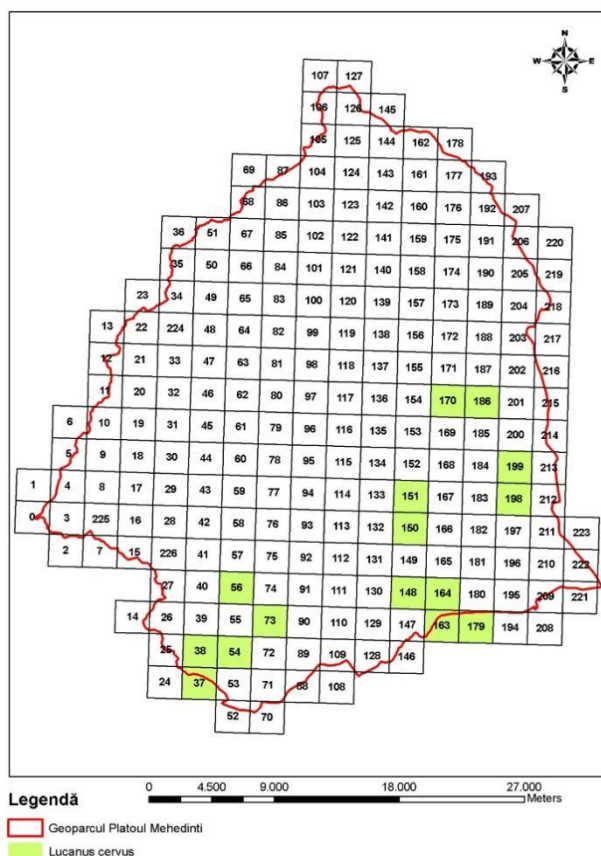 N
W E
S
107 127
106 126 145
105 125 144 162 178
69 87 104 124 143 161 177 193
68 86 103 123 142 160 176 192 207
36 51 67 85 102 122 141 159 175 191 206 220
35 50 66 84 101 121 140 158 174 190 205 219
23 34 49 65 83 100 120 139 157 173 189 204 218
13 22 224 48 64 82 99 119 138 156 172 188 203 217
12 21 33 47 63 81 98 118 137 155 171 187 202 216
11 20 32 46 62 80 97 117 136 154 170 186 201 215
6 10 19 31 45 61 79 96 116 135 153 169 185 200 214
5 9 18 30 44 60 78 95 115 134 152 168 184 199 213
1 4 8 17 29 43 59 77 94 114 133 151 167 183 198 212
0 3 225 16 28 42 58 76 93 113 132 150 166 182 197 211 223
2 7 15 226 41 57 75 92 112 131 149 165 181 196 210 222
27 40 56 74 91 111 130 148 164 180 195 209 221
14 26 39 55 73 90 110 129 147 163 179 194 208
25 38 54 72 89 109 128 146
24 37 53 71 88 108
52 70
Legendă
0 4.500 9.000 18.000 27.000
Meters
Geoparcul Platoul Mehedinti
Lucanus cervus